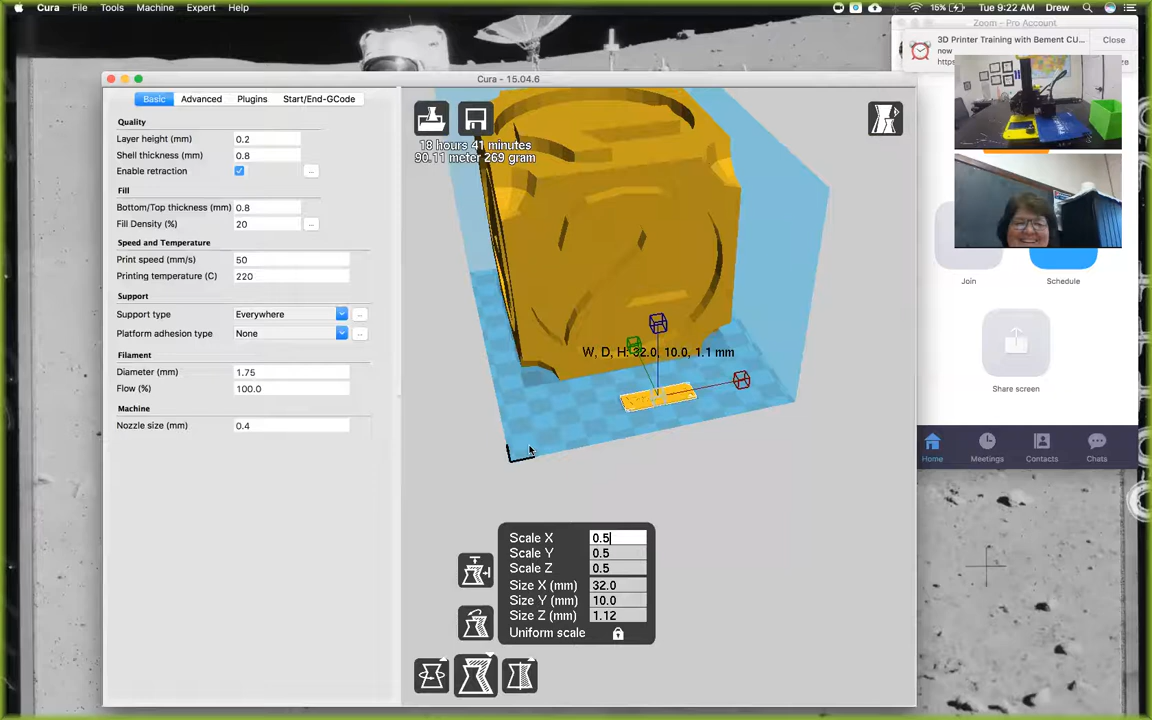 Cura File Tools Machine Expert Help
15% Tue 9:22 AM Drew
Zoom - Pro Account
3D Printer Training with Bement CU...
now
Close
Cura - 15.04.6
Basic Advanced Plugins Start/End-GCode
Quality
Layer height (mm) 0.2
Shell thickness (mm) 0.8
Enable retraction ...
Fill
Bottom/Top thickness (mm) 0.8
Fill Density (%) 20 ...
Speed and Temperature
Print speed (mm/s) 50
Printing temperature (C) 220
Support
Support type Everywhere ...
Platform adhesion type None ...
Filament
Diameter (mm) 1.75
Flow (%) 100.0
Machine
Nozzle size (mm) 0.4
18 hours 41 minutes
90.11 meter 269 gram
W, D, H: 32.0, 10.0, 1.1 mm
Scale X 0.5
Scale Y 0.5
Scale Z 0.5
Size X (mm) 32.0
Size Y (mm) 10.0
Size Z (mm) 1.12
Uniform scale
Join Schedule
Share screen
Home Meetings Contacts Chats